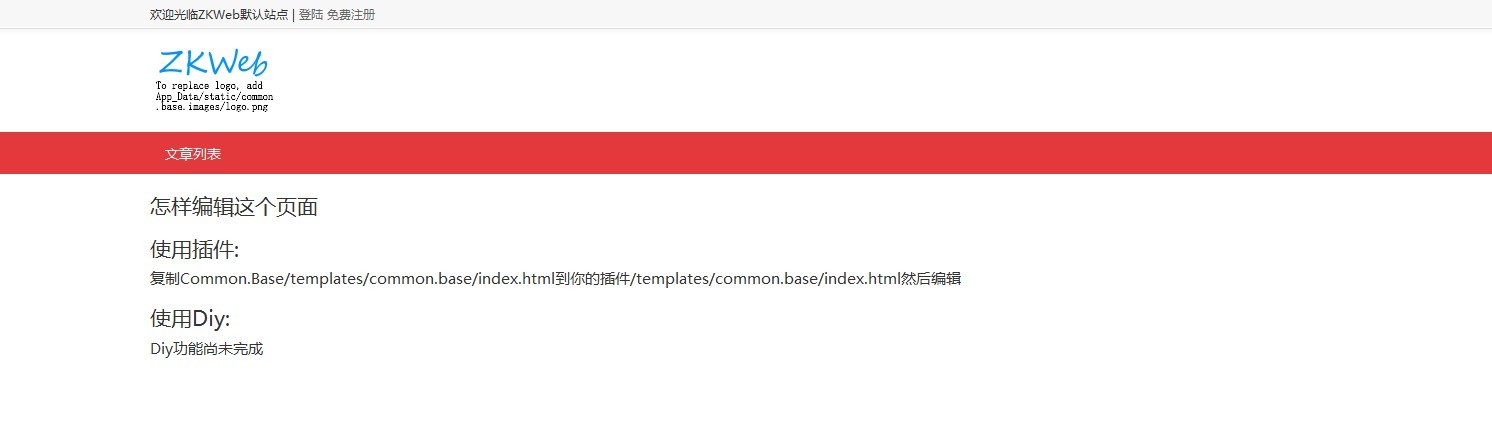 欢迎光临ZKWeb默认站点 | 登陆 免费注册
ZKWeb
To replace logo, add
App_Data/static/common
.base.images/logo.png
文章列表
怎样编辑这个页面
使用插件:
复制Common.Base/templates/common.base/index.html到你的插件/templates/common.base/index.html然后编辑
使用Diy:
Diy功能尚未完成